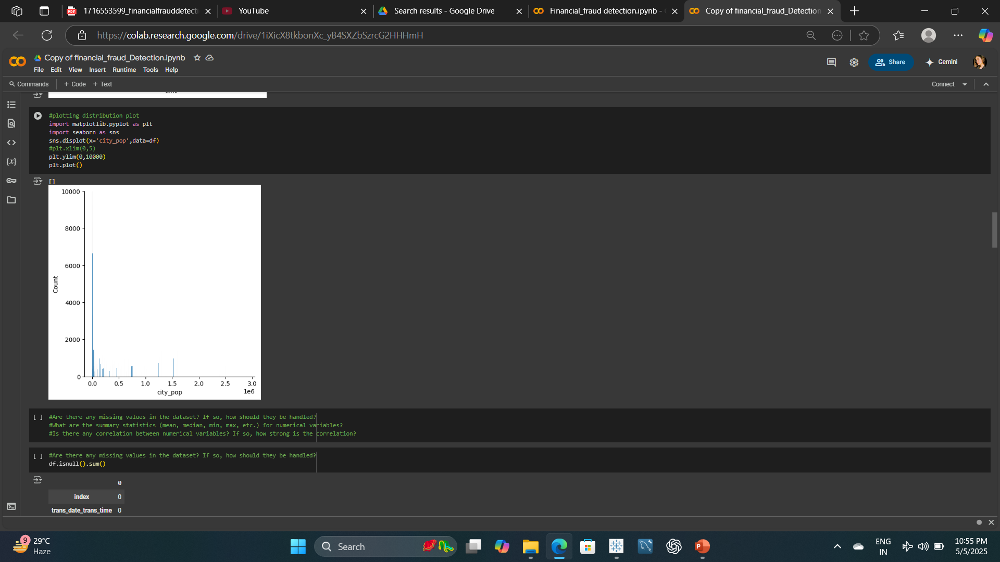 1716553599_financialfrauddetecti
YouTube
Search results - Google Drive
Financial_fraud detection.ipynb -
Copy of financial_fraud_Detection
https://colab.research.google.com/drive/1iXicX8tkbonXc_yB4SXZbSzrcG2HHHmH
Copy of financial_fraud_Detection.ipynb
File Edit View Insert Runtime Tools Help
Share
Gemini
Commands + Code + Text
Connect
#plotting distribution plot
import matplotlib.pyplot as plt
import seaborn as sns
sns.displot(x='city_pop',data=df)
#plt.xlim(0,5)
plt.ylim(0,10000)
plt.plot()
[]
10000
8000
6000
4000
2000
0
Count
0.0 0.5 1.0 1.5 2.0 2.5 3.0
city_pop
1e6
[ ] #Are there any missing values in the dataset? If so, how should they be handled?
#What are the summary statistics (mean, median, min, max, etc.) for numerical variables?
#Is there any correlation between numerical variables? If so, how strong is the correlation?
[ ] #Are there any missing values in the dataset? If so, how should they be handled?
df.isnull().sum()
0
index 0
trans_date_trans_time 0
9
29°C
Haze
Search
ENG
IN
10:55 PM
5/5/2025